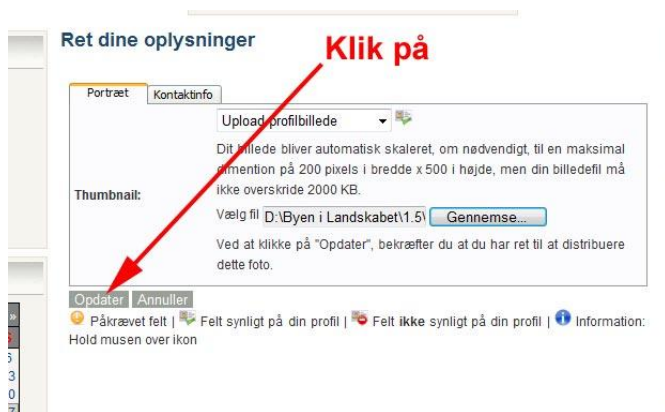 Ret dine oplysninger
Klik på
Portræt Kontaktinfo
Upload profilbillede
Dit billede bliver automatisk skaleret, om nødvendigt, til en maksimal
dimention på 200 pixels i bredde x 500 i højde, men din billedefil må
Thumbnail:
ikke overskride 2000 KB.
Vælg fil D:\Byen i Landskabet\1.5\ Gennemse...
Ved at klikke på "Opdater", bekræfter du at du har ret til at distribuere
dette foto.
Opdater Annuller
Påkrævet felt | Felt synligt på din profil | Felt ikke synligt på din profil | Information:
Hold musen over ikon
»
3
0